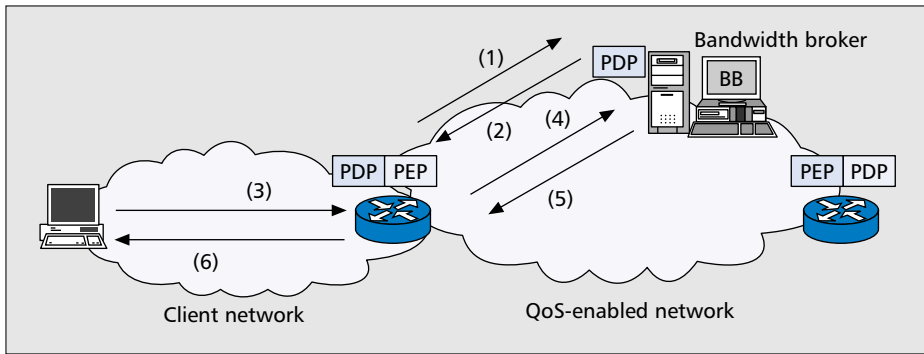 Bandwidth broker
(1)
PDP
BB
(2)
(4)
PDP PEP
PEP PDP
(3)
(5)
(6)
Client network
QoS-enabled network